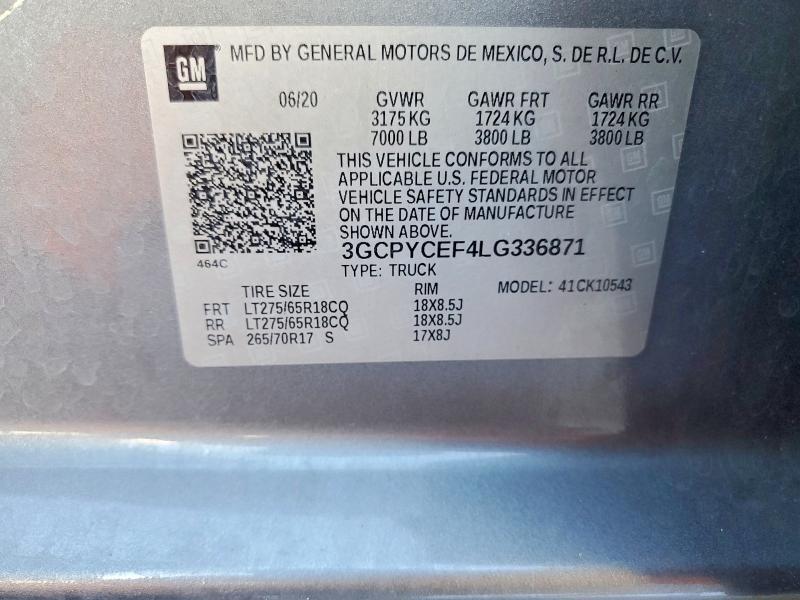 GM
MFD BY GENERAL MOTORS DE MEXICO, S. DE R.L. DE C.V.
06/20 GVWR GAWR FRT GAWR RR
3175 KG 1724 KG 1724 KG
7000 LB 3800 LB 3800 LB
THIS VEHICLE CONFORMS TO ALL
APPLICABLE U.S. FEDERAL MOTOR
VEHICLE SAFETY STANDARDS IN EFFECT
ON THE DATE OF MANUFACTURE
SHOWN ABOVE.
3GCPYCEF4LG336871
464C
TYPE: TRUCK
TIRE SIZE RIM MODEL: 41CK10543
FRT LT275/65R18CQ 18X8.5J
RR LT275/65R18CQ 18X8.5J
SPA 265/70R17 S 17X8J